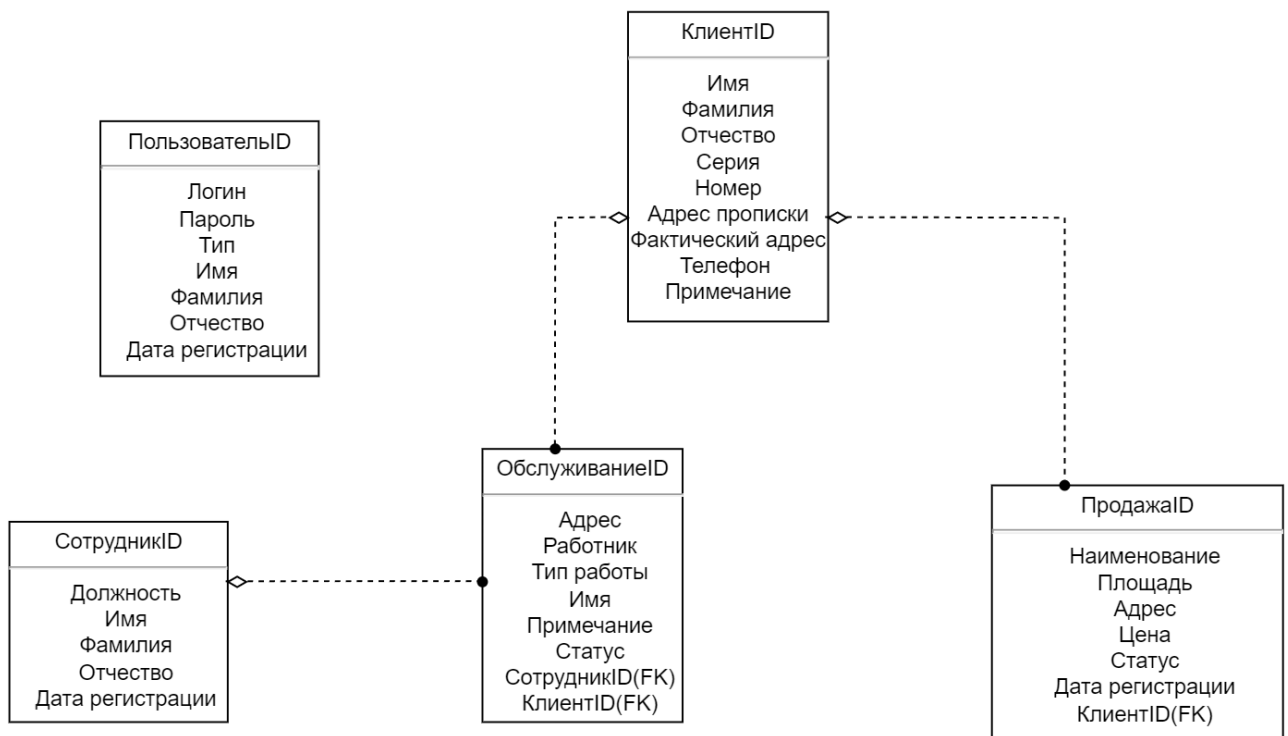 КлиентID
Имя
Фамилия
Отчество
Серия
Номер
Адрес прописки
Фактический адрес
Телефон
Примечание
ПользовательID
Логин
Пароль
Тип
Имя
Фамилия
Отчество
Дата регистрации
СотрудникID
Должность
Имя
Фамилия
Отчество
Дата регистрации
ОбслуживаниеID
Адрес
Работник
Тип работы
Имя
Примечание
Статус
СотрудникID(FK)
КлиентID(FK)
ПродажаID
Наименование
Площадь
Адрес
Цена
Статус
Дата регистрации
КлиентID(FK)